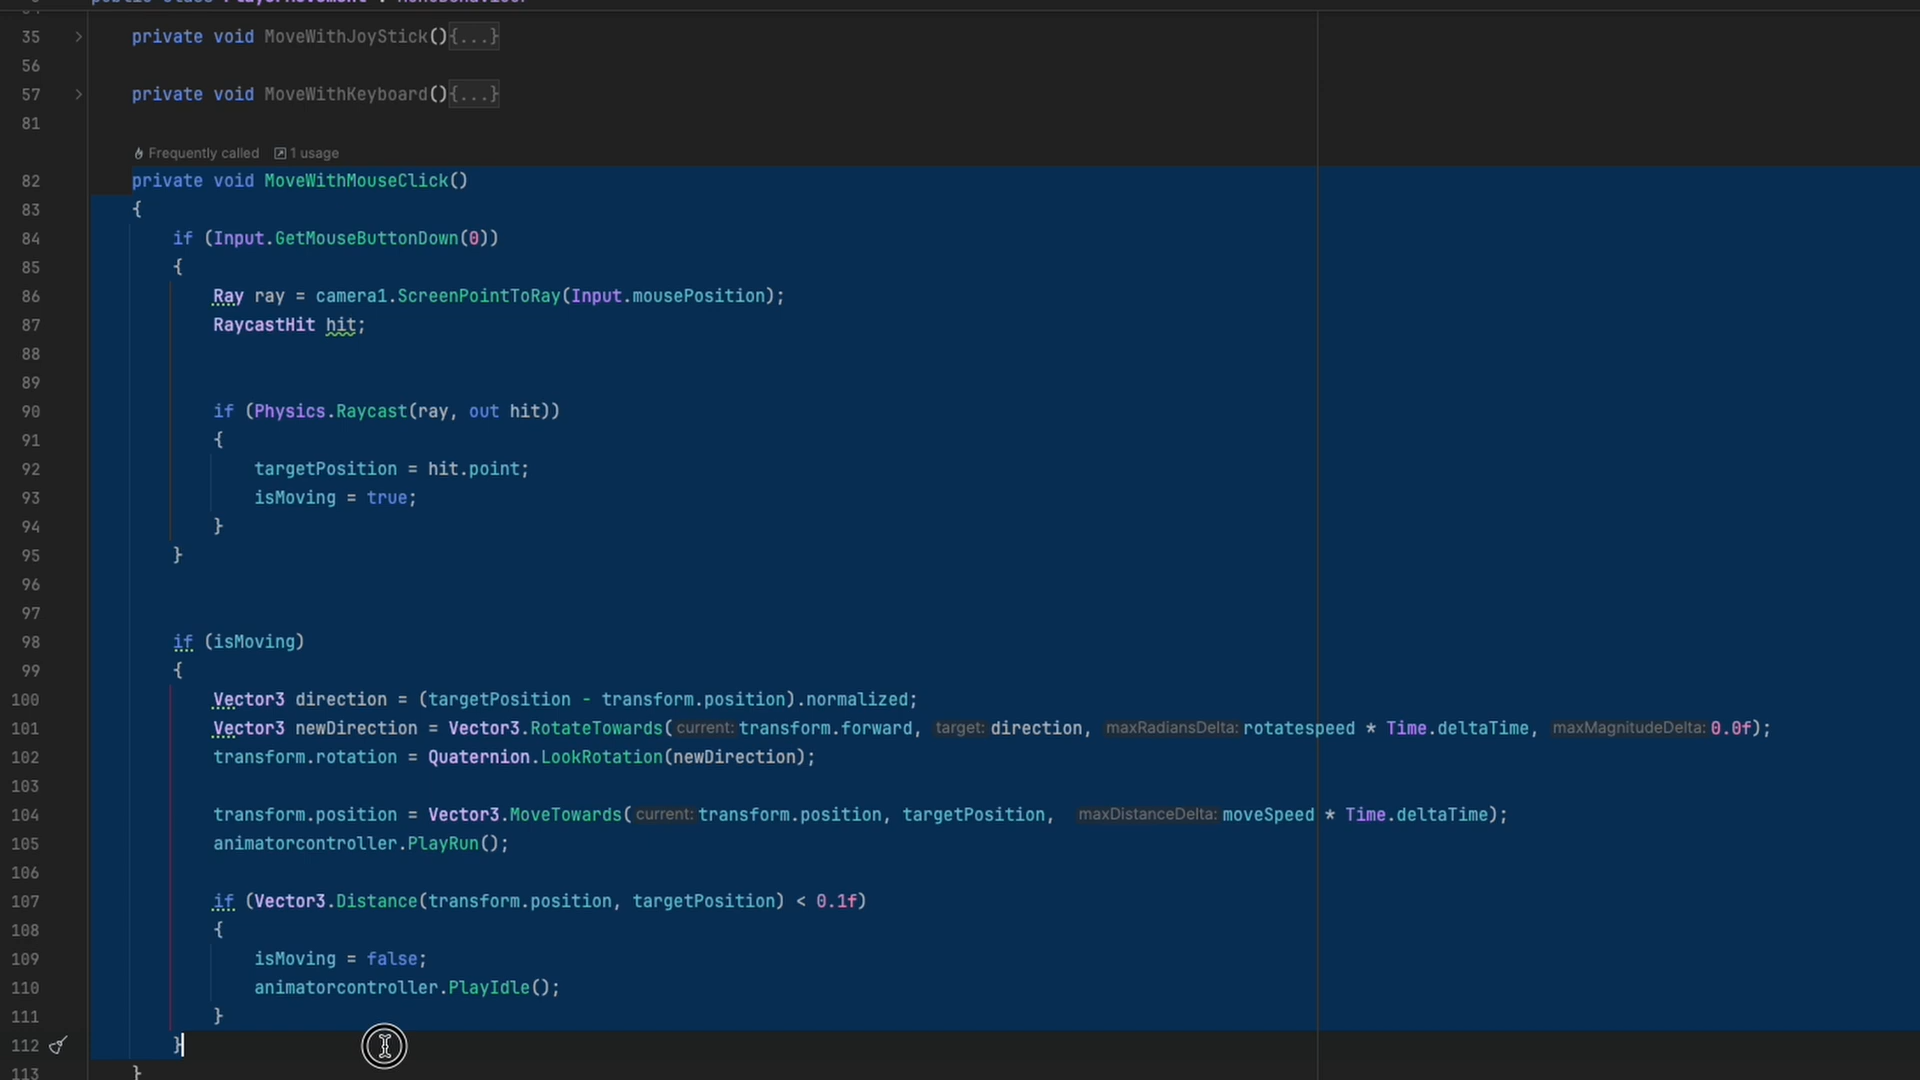 public class PlayerMovement : MonoBehaviour
35 private void MoveWithJoyStick(){...}
56
57 private void MoveWithKeyboard(){...}
81
Frequently called 1 usage
82 private void MoveWithMouseClick()
83 {
84 if (Input.GetMouseButtonDown(0))
85 {
86 Ray ray = camera1.ScreenPointToRay(Input.mousePosition);
87 RaycastHit hit;
88
89
90 if (Physics.Raycast(ray, out hit))
91 {
92 targetPosition = hit.point;
93 isMoving = true;
94 }
95 }
96
97
98 if (isMoving)
99 {
100 Vector3 direction = (targetPosition - transform.position).normalized;
101 Vector3 newDirection = Vector3.RotateTowards( current: transform.forward, target: direction, maxRadiansDelta: rotatespeed * Time.deltaTime, maxMagnitudeDelta: 0.0f);
102 transform.rotation = Quaternion.LookRotation(newDirection);
103
104 transform.position = Vector3.MoveTowards( current: transform.position, targetPosition, maxDistanceDelta: moveSpeed * Time.deltaTime);
105 animatorcontroller.PlayRun();
106
107 if (Vector3.Distance(transform.position, targetPosition) < 0.1f)
108 {
109 isMoving = false;
110 animatorcontroller.PlayIdle();
111 }
112 }
113 }